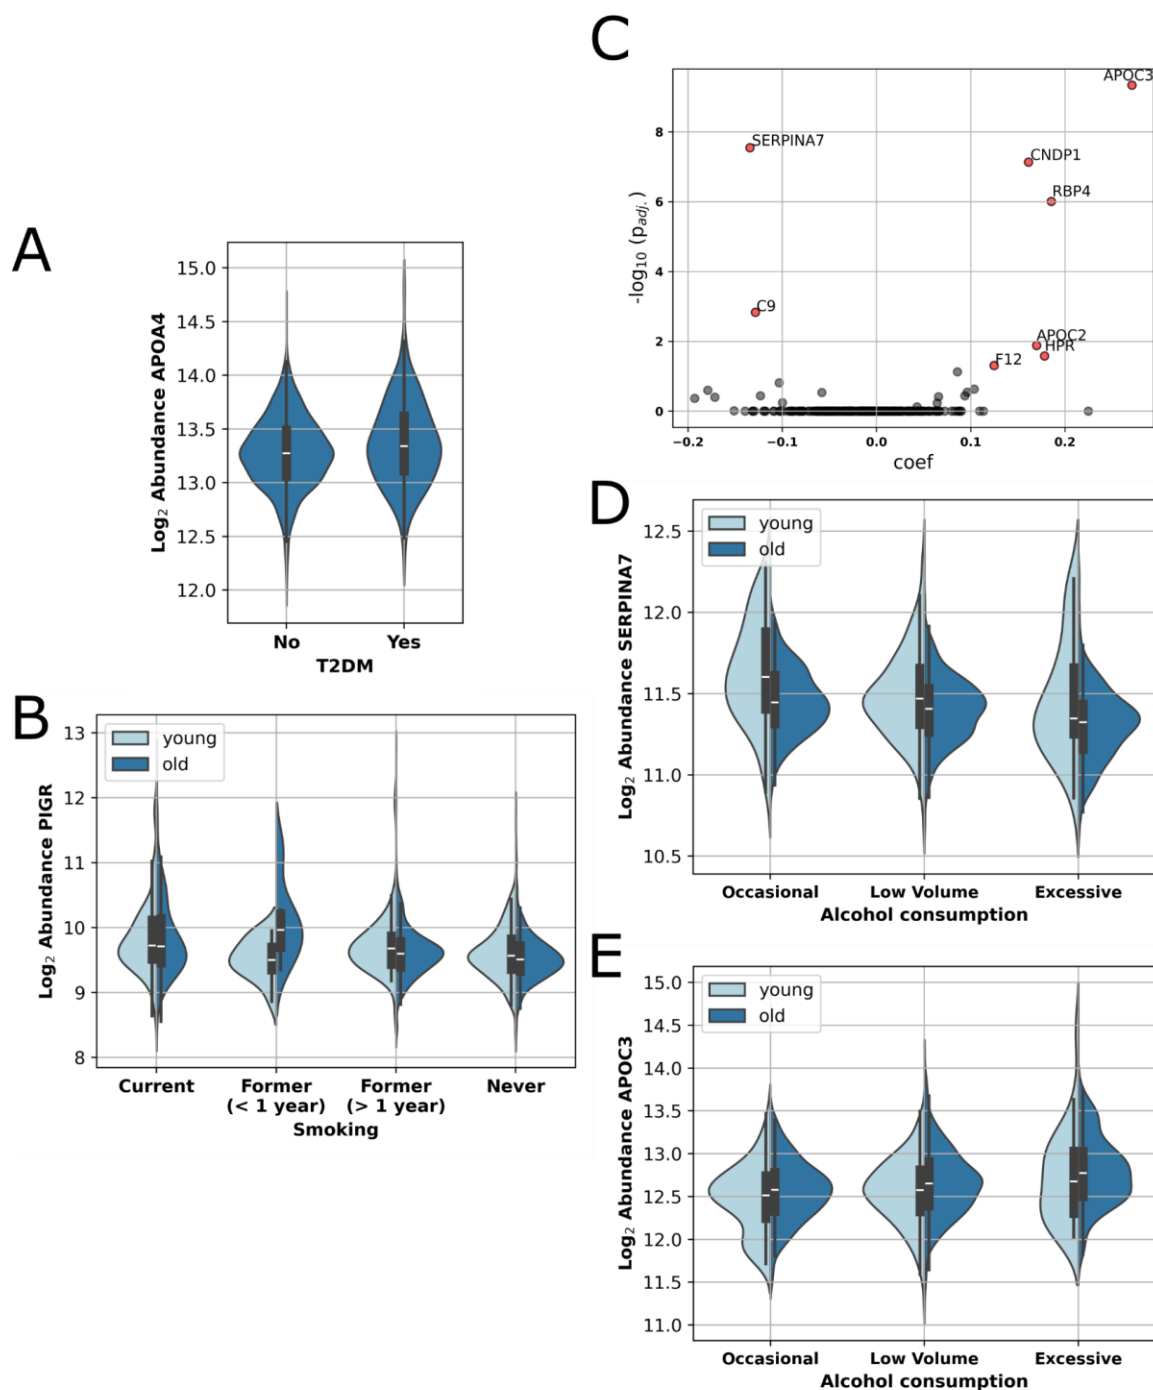 A
15.0
14.5
14.0
13.5
13.0
12.5
12.0
Log2 Abundance APOA4
No
Yes
T2DM
B
young
old
13
12
11
10
9
8
Log2 Abundance PIGR
Current
Former
(< 1 year)
Former
(> 1 year)
Never
Smoking
C
APOC3
SERPINA7
CNDP1
RBP4
C9
APOC2
HPR
F12
8
6
4
2
0
-log10 (padj.)
−0.2
−0.1
0.0
0.1
0.2
coef
D
young
old
12.5
12.0
11.5
11.0
10.5
Log2 Abundance SERPINA7
Occasional
Low Volume
Excessive
Alcohol consumption
E
young
old
15.0
14.5
14.0
13.5
13.0
12.5
12.0
11.5
11.0
Log2 Abundance APOC3
Occasional
Low Volume
Excessive
Alcohol consumption